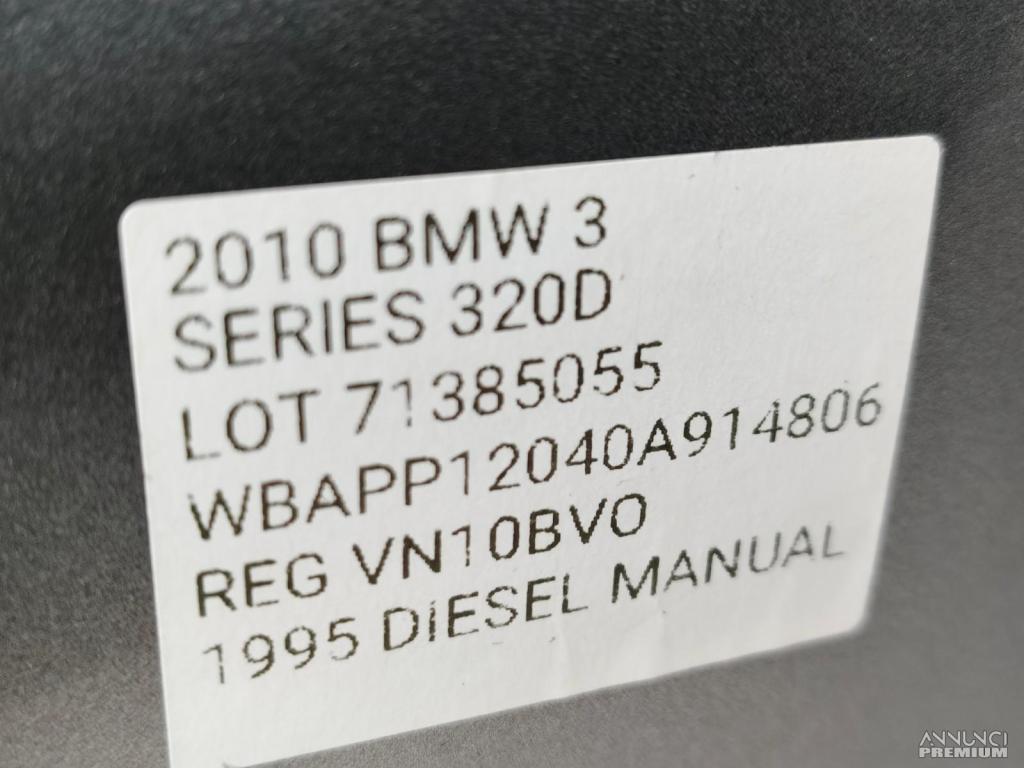 2010 BMW 3
SERIES 320D
LOT 71385055
WBAPP12040A914806
REG VN10BVO
1995 DIESEL MANUAL
ANNUNCI
PREMIUM